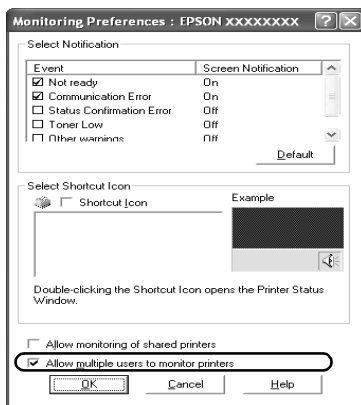 Monitoring Preferences : EPSON XXXXXXXX
Select Notification
Event Screen Notification
Not ready On
Communication Error On
Status Confirmation Error Off
Toner Low Off
Other warnings Off
Default
Select Shortcut Icon
Shortcut Icon
Example
Double-clicking the Shortcut Icon opens the Printer Status
Window.
Allow monitoring of shared printers
Allow multiple users to monitor printers
OK Cancel Help